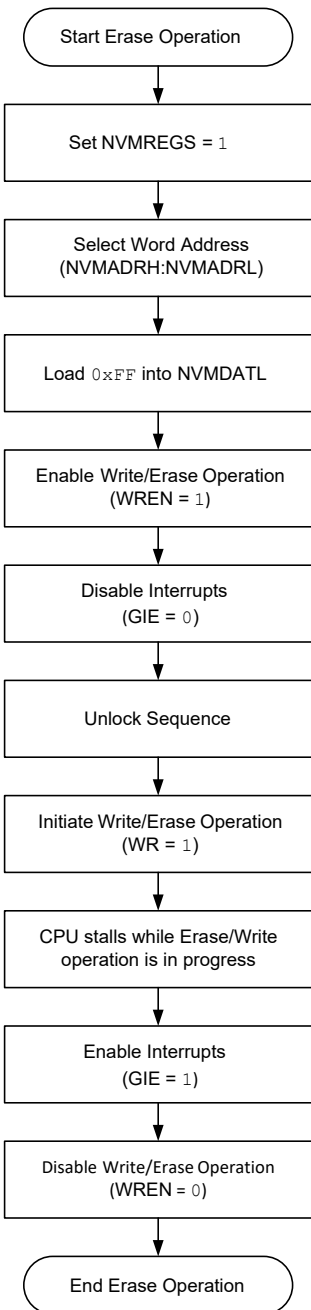 Start Erase Operation
Set NVMREGS = 1
Select Word Address
(NVMADRH:NVMADRL)
Load 0xFF into NVMDATL
Enable Write/Erase Operation
(WREN = 1)
Disable Interrupts
(GIE = 0)
Unlock Sequence
Initiate Write/Erase Operation
(WR = 1)
CPU stalls while Erase/Write
operation is in progress
Enable Interrupts
(GIE = 1)
Disable Write/Erase Operation
(WREN = 0)
End Erase Operation